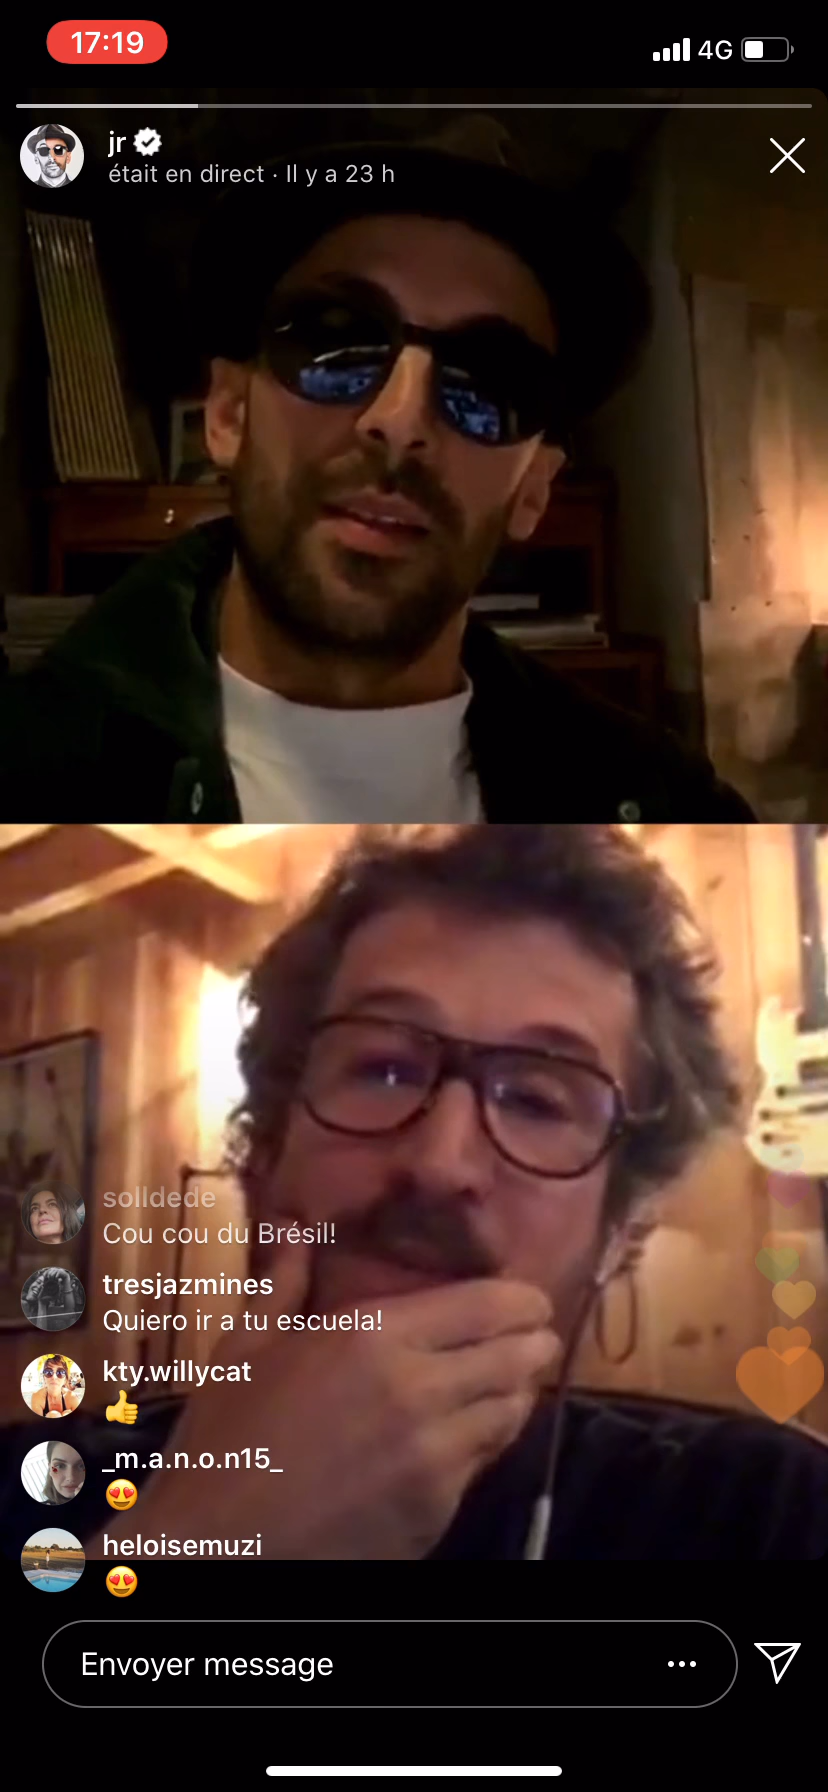 17:19
4G
jr
était en direct · Il y a 23 h
solldede
Cou cou du Brésil!
tresjazmines
Quiero ir a tu escuela!
kty.willycat
👍
_m.a.n.o.n15_
😍
heloisemuzi
😍
Envoyer message